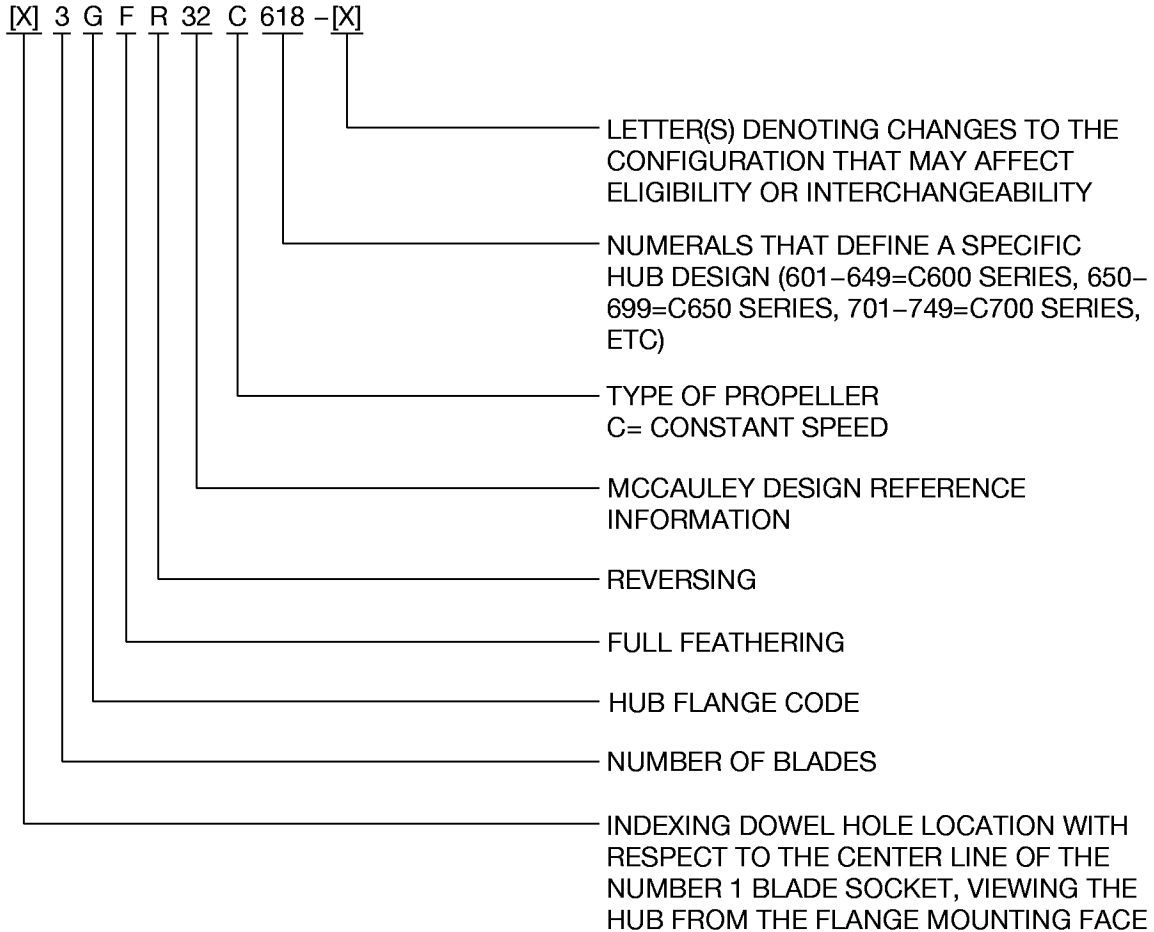 [X] 3 G F R 32 C 618 –[X]
LETTER(S) DENOTING CHANGES TO THE
CONFIGURATION THAT MAY AFFECT
ELIGIBILITY OR INTERCHANGEABILITY
NUMERALS THAT DEFINE A SPECIFIC
HUB DESIGN (601–649=C600 SERIES, 650–
699=C650 SERIES, 701–749=C700 SERIES,
ETC)
TYPE OF PROPELLER
C= CONSTANT SPEED
MCCAULEY DESIGN REFERENCE
INFORMATION
REVERSING
FULL FEATHERING
HUB FLANGE CODE
NUMBER OF BLADES
INDEXING DOWEL HOLE LOCATION WITH
RESPECT TO THE CENTER LINE OF THE
NUMBER 1 BLADE SOCKET, VIEWING THE
HUB FROM THE FLANGE MOUNTING FACE